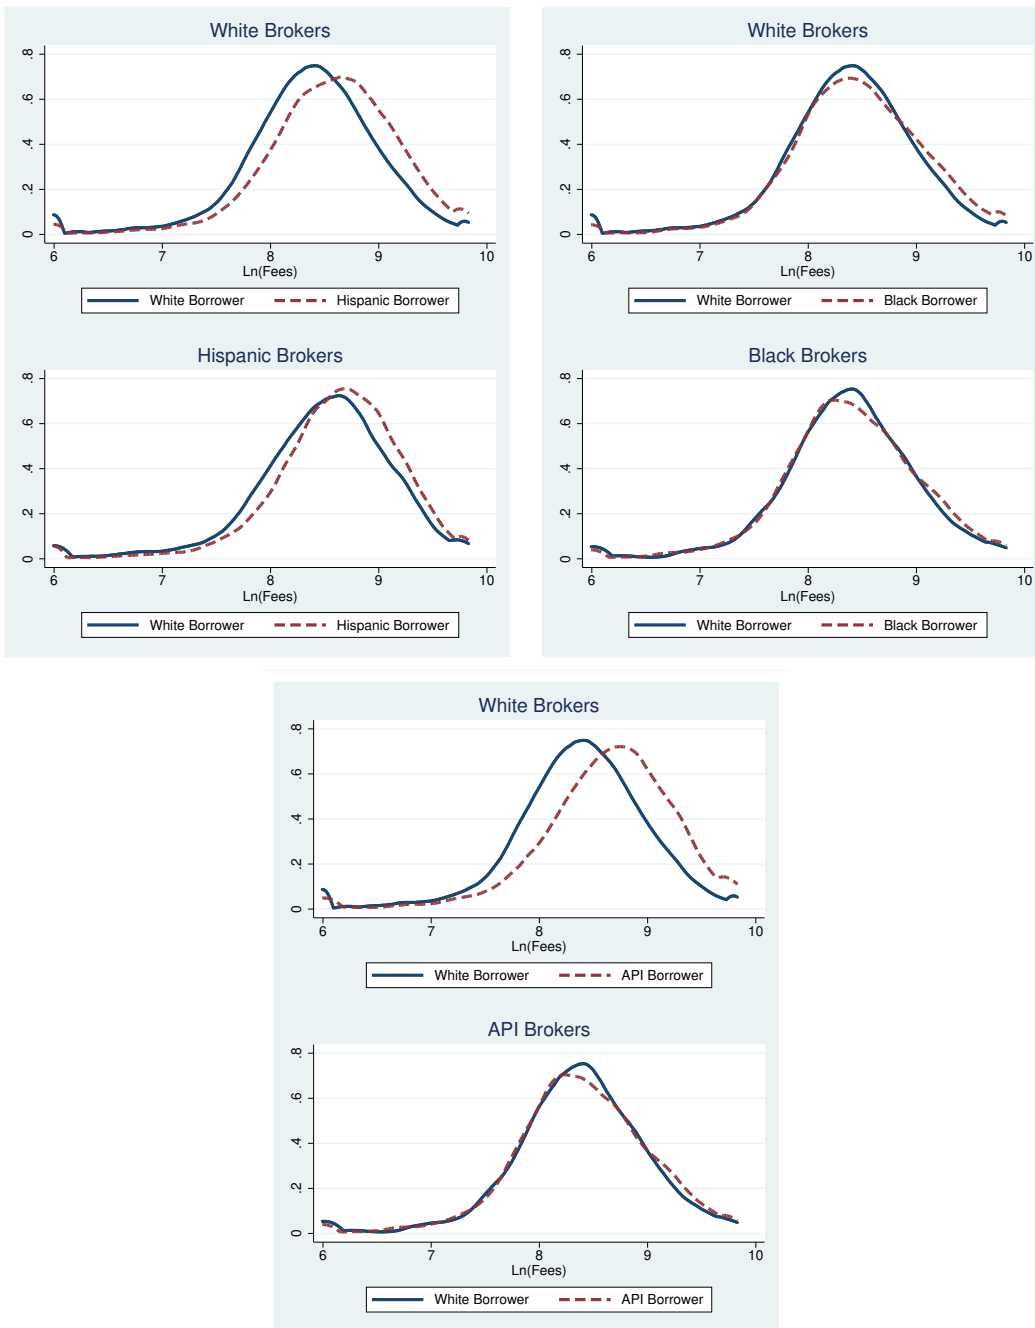 White Brokers
.8
.6
.4
.2
0
6 7 8 9 10
Ln(Fees)
White Borrower Hispanic Borrower
Hispanic Brokers
.8
.6
.4
.2
0
6 7 8 9 10
Ln(Fees)
White Borrower Hispanic Borrower
White Brokers
.8
.6
.4
.2
0
6 7 8 9 10
Ln(Fees)
White Borrower Black Borrower
Black Brokers
.8
.6
.4
.2
0
6 7 8 9 10
Ln(Fees)
White Borrower Black Borrower
White Brokers
.8
.6
.4
.2
0
6 7 8 9 10
Ln(Fees)
White Borrower API Borrower
API Brokers
.8
.6
.4
.2
0
6 7 8 9 10
Ln(Fees)
White Borrower API Borrower